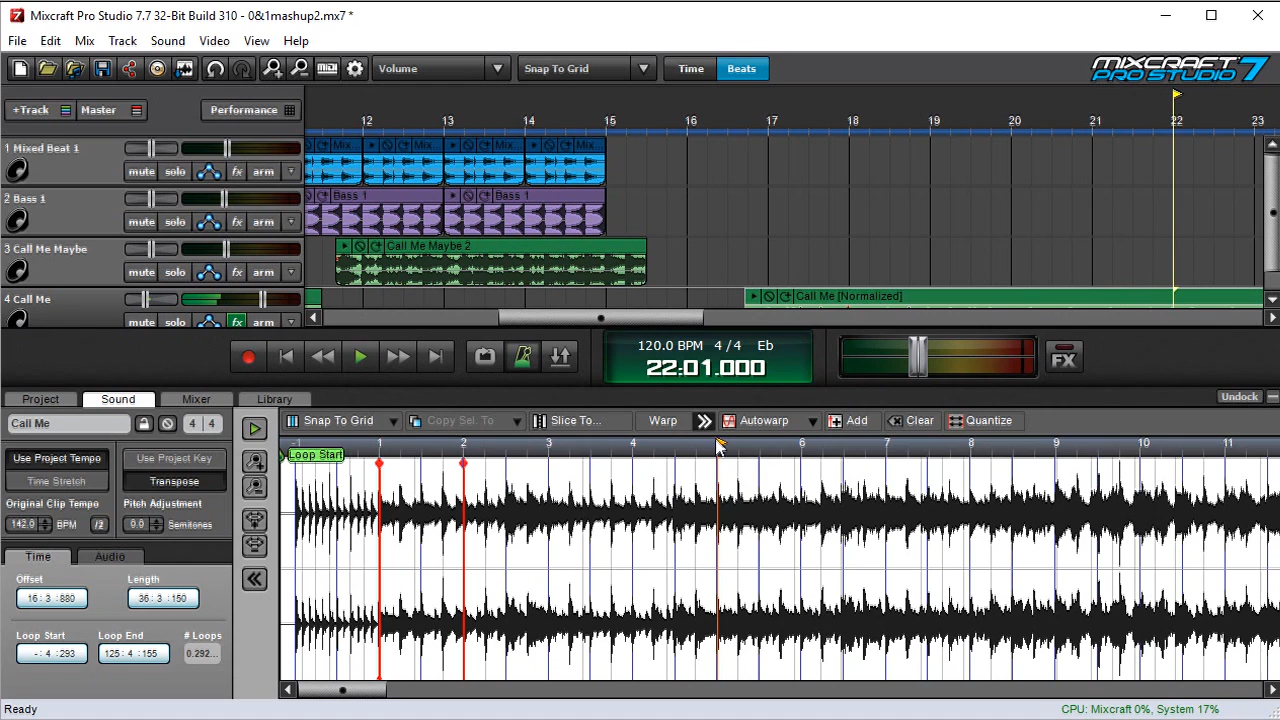 Mixcraft Pro Studio 7.7 32-Bit Build 310 - 0&1mashup2.mx7 *
File Edit Mix Track Sound Video View Help
Volume Snap To Grid Time Beats
MIXCRAFT PRO STUDIO 7
+Track Master Performance
12 13 14 15 16 17 18 19 20 21 22 23
1 Mixed Beat 1
mute solo fx arm
Mix... Mix... Mix... Mix
2 Bass 1
mute solo fx arm
Bass 1 Bass 1
3 Call Me Maybe
mute solo fx arm
Call Me Maybe 2
4 Call Me
mute solo fx arm
Call Me [Normalized]
120.0 BPM 4 / 4 Eb
22:01.000
FX
Project Sound Mixer Library Undock
Call Me 4 4
Snap To Grid Copy Sel. To Slice To... Warp Autowarp Add Clear Quantize
-1 1 2 3 4 6 7 8 9 10 11
Loop Start
Use Project Tempo Use Project Key
Time Stretch Transpose
Original Clip Tempo Pitch Adjustment
142.0 BPM /2 0.0 Semitones
Time Audio
Offset Length
16 : 3 : 880 36 : 3 : 150
Loop Start Loop End # Loops
- : 4 : 293 125 : 4 : 155 0.292...
Ready CPU: Mixcraft 0%, System 17%